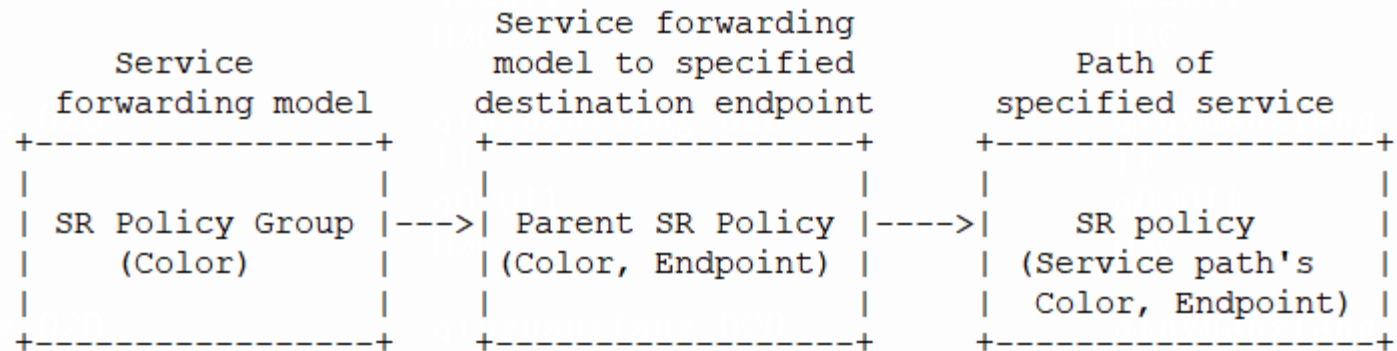 Service forwarding
      Service               model to specified             Path of
   forwarding model        destination endpoint       specified service
 +-----------------+     +------------------+     +-------------------+
 |                 |     |                  |     |                   |
 | SR Policy Group |--->| Parent SR Policy |---->|     SR policy     |
 |    (Color)      |     |(Color, Endpoint) |     | (Service path's   |
 |                 |     |                  |     |  Color, Endpoint) |
 +-----------------+     +------------------+     +-------------------+